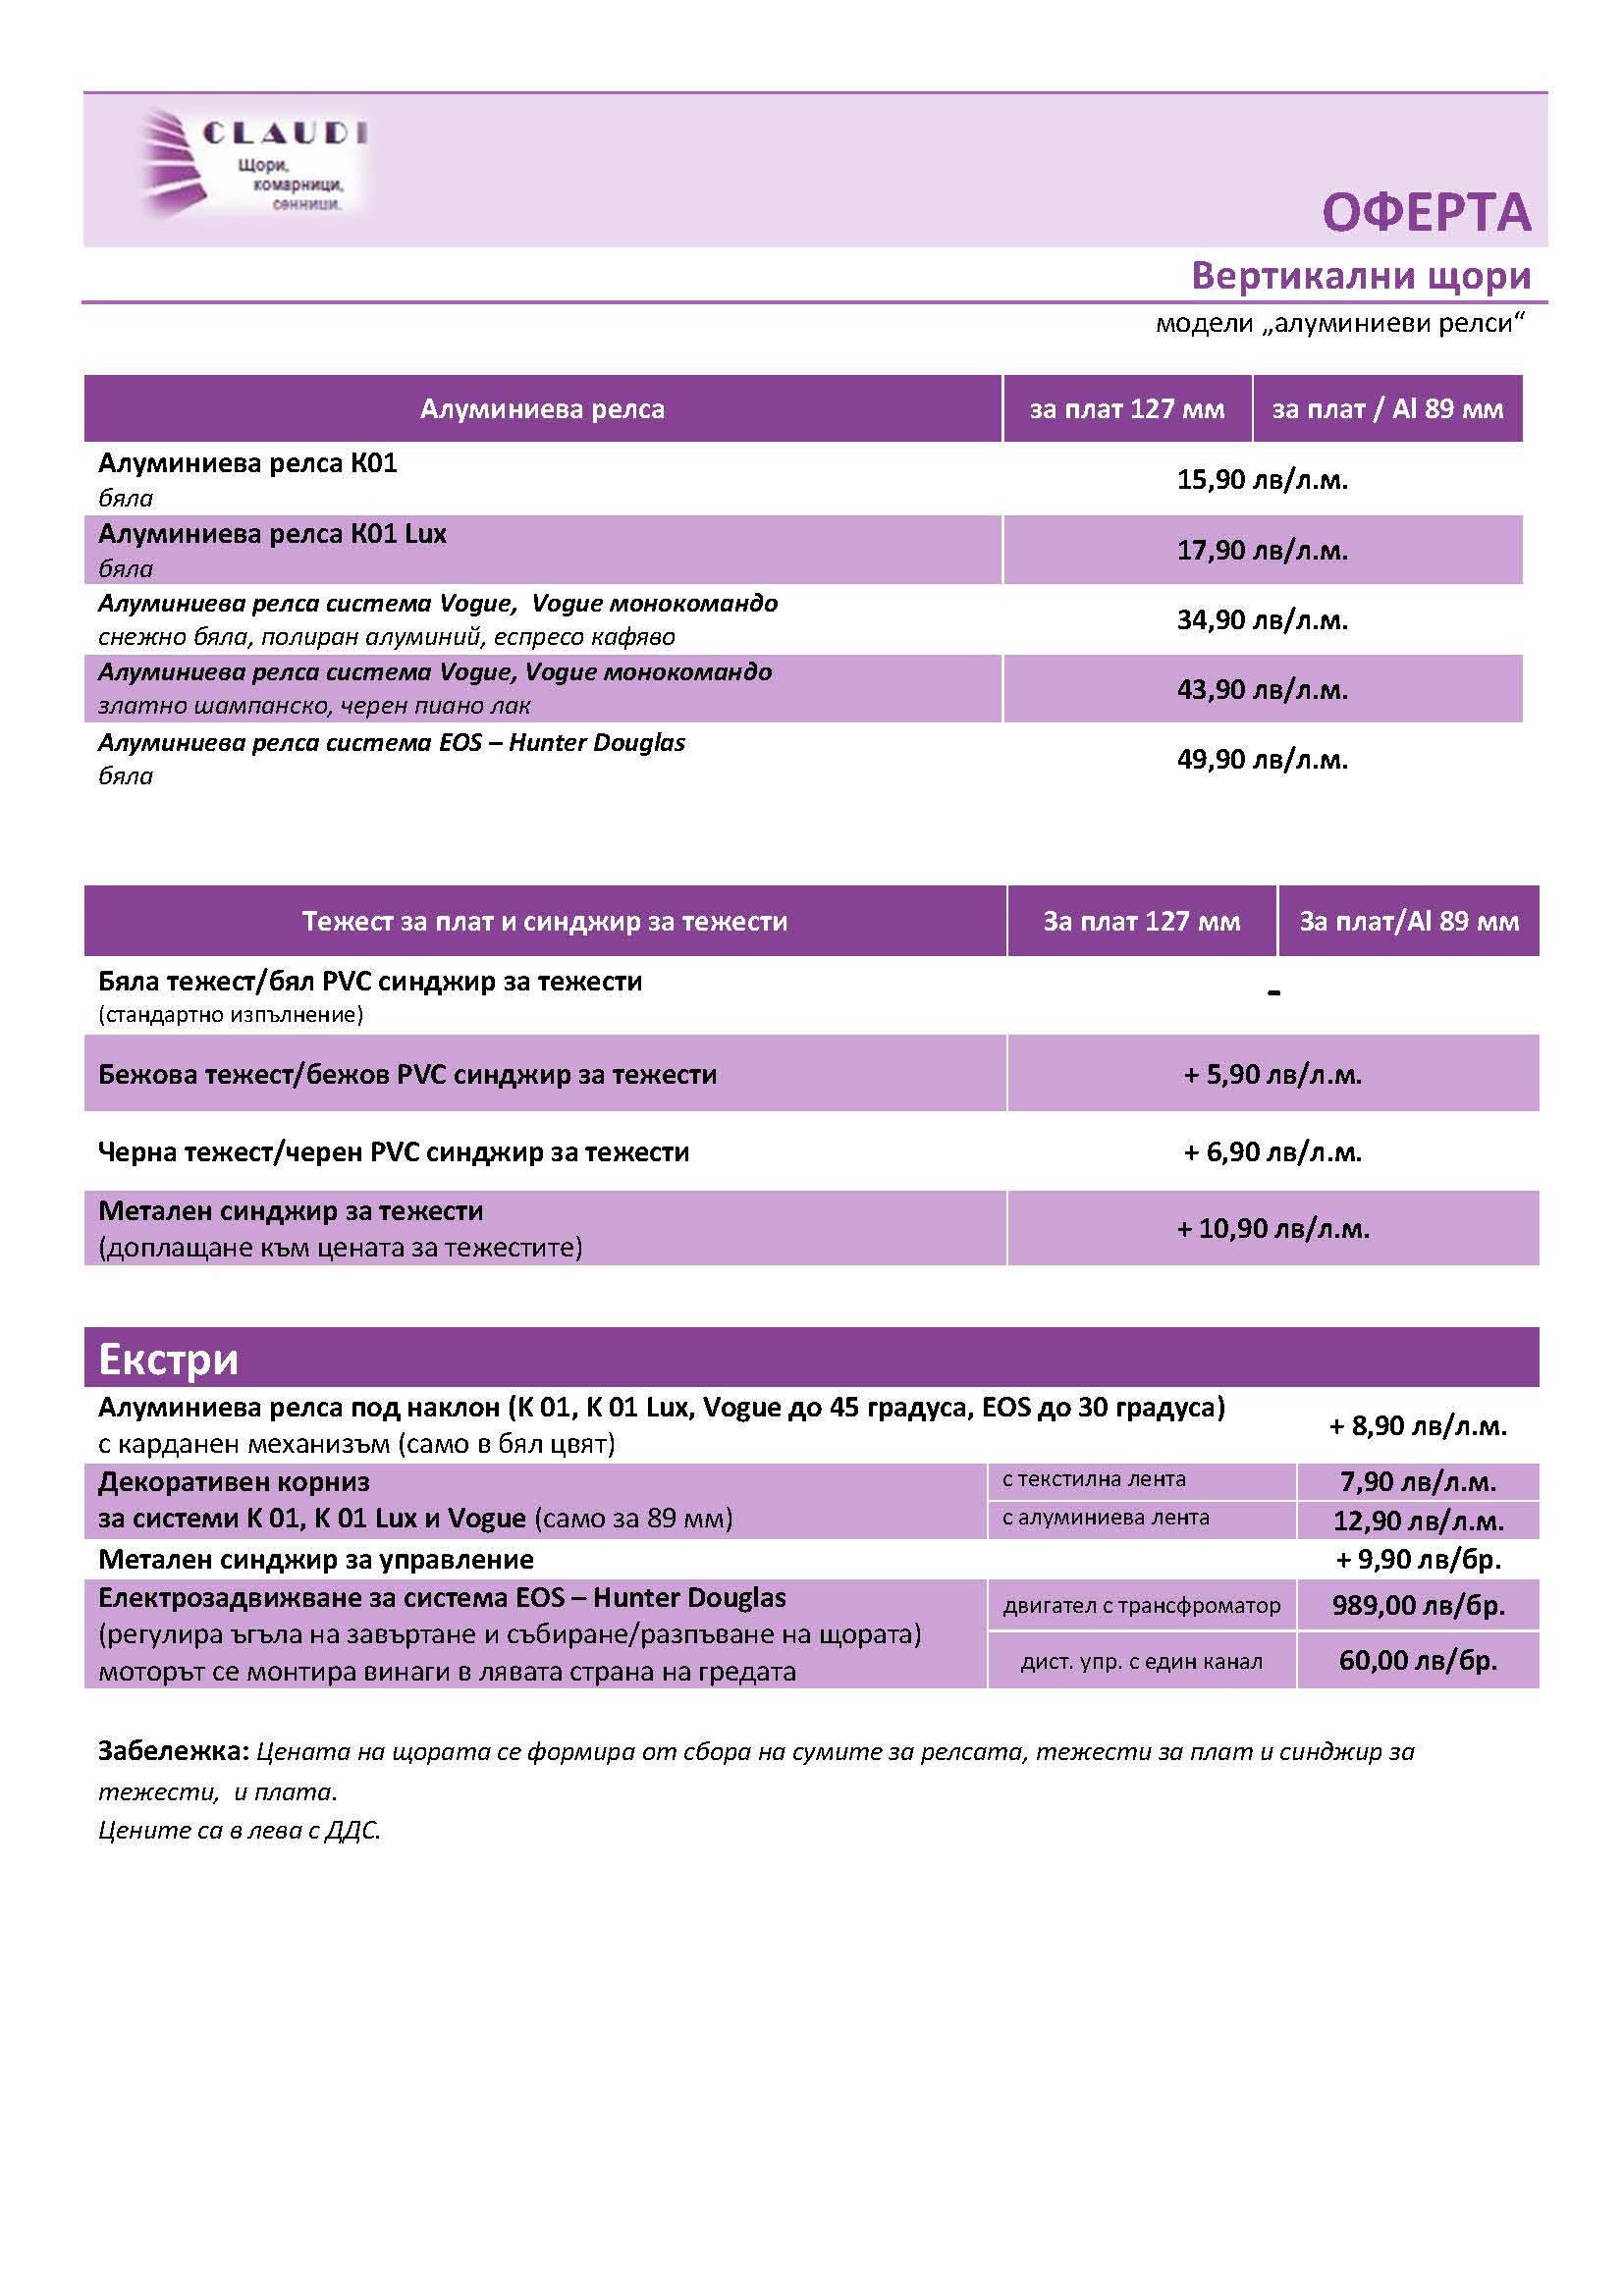 CLAUDI
Щори,
комарници,
сенници.
ОФЕРТА
Вертикални щори
модели „алуминиеви релси“
Алуминиева релса за плат 127 мм за плат / Al 89 мм
Алуминиева релса K01
бяла
15,90 лв/л.м.
Алуминиева релса K01 Lux
бяла
17,90 лв/л.м.
Алуминиева релса система Vogue, Vogue монокомандо
снежно бяла, полиран алуминий, еспресо кафяво
34,90 лв/л.м.
Алуминиева релса система Vogue, Vogue монокомандо
златно шампанско, черен пиано лак
43,90 лв/л.м.
Алуминиева релса система EOS – Hunter Douglas
бяла
49,90 лв/л.м.
Тежест за плат и синджир за тежести За плат 127 мм За плат/Al 89 мм
Бяла тежест/бял PVC синджир за тежести
(стандартно изпълнение)
-
Бежова тежест/бежов PVC синджир за тежести + 5,90 лв/л.м.
Черна тежест/черен PVC синджир за тежести + 6,90 лв/л.м.
Метален синджир за тежести
(доплащане към цената за тежестите)
+ 10,90 лв/л.м.
Екстри
Алуминиева релса под наклон (K 01, K 01 Lux, Vogue до 45 градуса, EOS до 30 градуса)
с карданен механизъм (само в бял цвят)
+ 8,90 лв/л.м.
Декоративен корниз
за системи K 01, K 01 Lux и Vogue (само за 89 мм)
с текстилна лента 7,90 лв/л.м.
с алуминиева лента 12,90 лв/л.м.
Метален синджир за управление + 9,90 лв/бр.
Електрозадвижване за система EOS – Hunter Douglas
(регулира ъгъла на завъртане и събиране/разпъване на щората)
моторът се монтира винаги в лявата страна на гредата
двигател с трансфроматор 989,00 лв/бр.
дист. упр. с един канал 60,00 лв/бр.
Забележка: Цената на щората се формира от сбора на сумите за релсата, тежести за плат и синджир за
тежести, и плата.
Цените са в лева с ДДС.